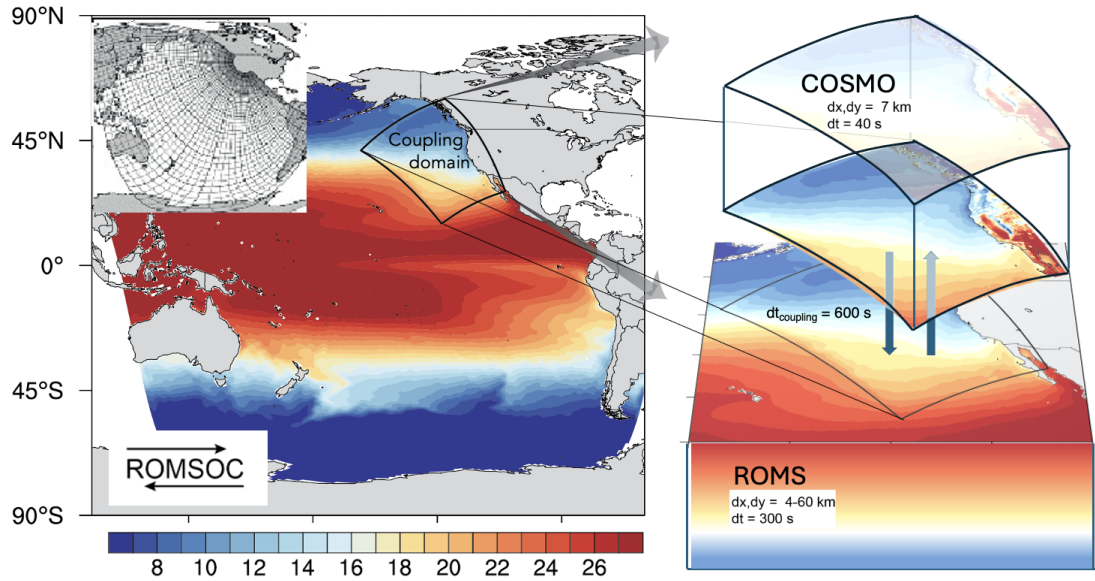 90°N
45°N
0°
45°S
90°S
Coupling
domain
ROMSOC
8 10 12 14 16 18 20 22 24 26
COSMO
dx,dy = 7 km
dt = 40 s
dtcoupling = 600 s
ROMS
dx,dy = 4-60 km
dt = 300 s